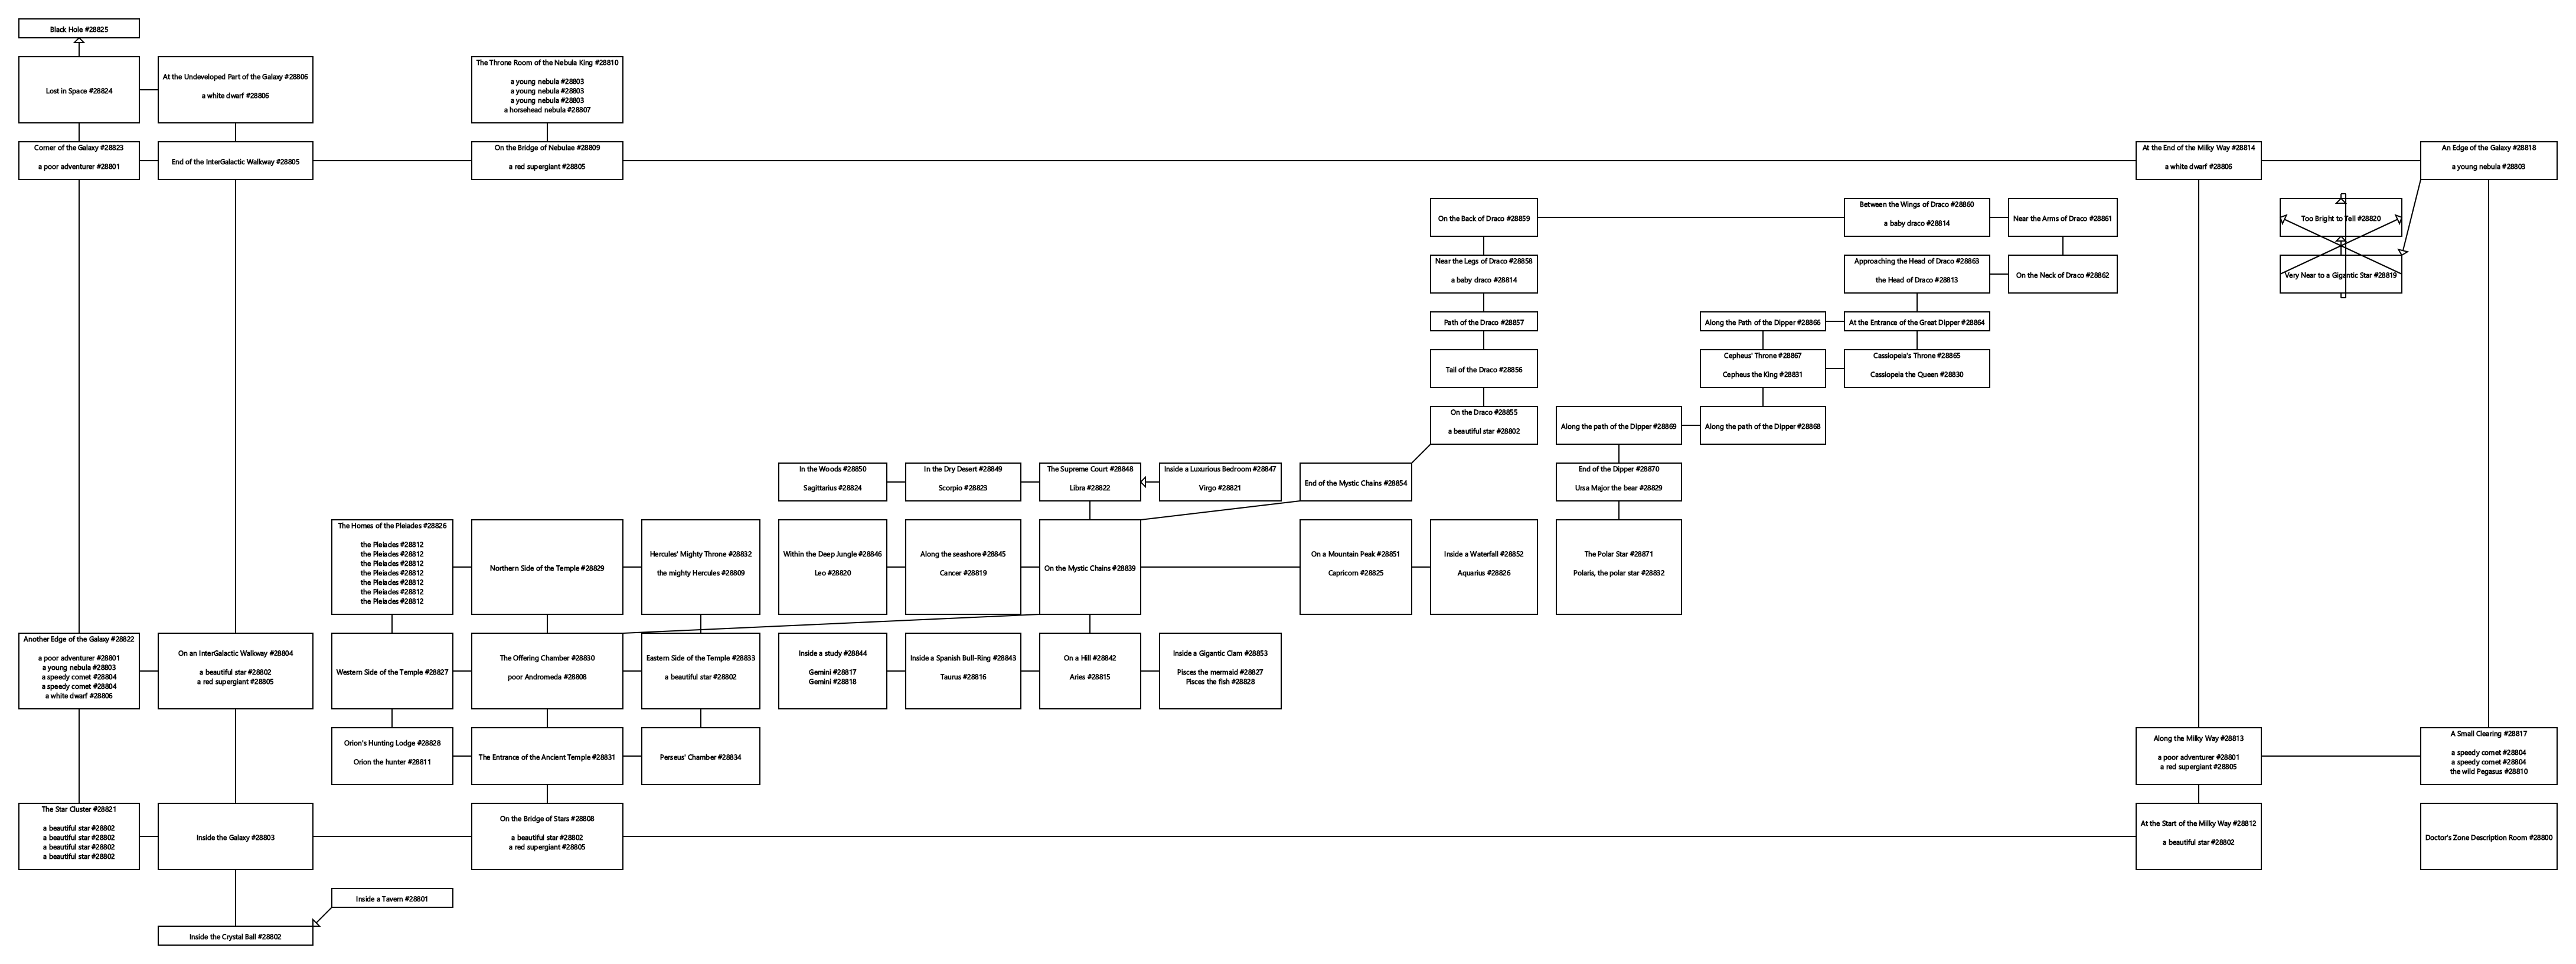 Black Hole #28825
Lost in Space #28824
At the Undeveloped Part of the Galaxy #28806
a white dwarf #28806
The Throne Room of the Nebula King #28810
a young nebula #28803
a young nebula #28803
a young nebula #28803
a horsehead nebula #28807
Corner of the Galaxy #28823
a poor adventurer #28801
End of the InterGalactic Walkway #28805
On the Bridge of Nebulae #28809
a red supergiant #28805
At the End of the Milky Way #28814
a white dwarf #28806
An Edge of the Galaxy #28818
a young nebula #28803
On the Back of Draco #28859
Between the Wings of Draco #28860
a baby draco #28814
Near the Arms of Draco #28861
Too Bright to Tell #28820
Near the Legs of Draco #28858
a baby draco #28814
Approaching the Head of Draco #28863
the Head of Draco #28813
On the Neck of Draco #28862
Very Near to a Gigantic Star #28819
Path of the Draco #28857
Along the Path of the Dipper #28866
At the Entrance of the Great Dipper #28864
Tail of the Draco #28856
Cepheus' Throne #28867
Cepheus the King #28831
Cassiopeia's Throne #28865
Cassiopeia the Queen #28830
On the Draco #28855
a beautiful star #28802
Along the path of the Dipper #28869
Along the path of the Dipper #28868
In the Woods #28850
Sagittarius #28824
In the Dry Desert #28849
Scorpio #28823
The Supreme Court #28848
Libra #28822
Inside a Luxurious Bedroom #28847
Virgo #28821
End of the Mystic Chains #28854
End of the Dipper #28870
Ursa Major the bear #28829
The Homes of the Pleiades #28826
the Pleiades #28812
the Pleiades #28812
the Pleiades #28812
the Pleiades #28812
the Pleiades #28812
the Pleiades #28812
the Pleiades #28812
Northern Side of the Temple #28829
Hercules' Mighty Throne #28832
the mighty Hercules #28809
Within the Deep Jungle #28846
Leo #28820
Along the seashore #28845
Cancer #28819
On the Mystic Chains #28839
On a Mountain Peak #28851
Capricorn #28825
Inside a Waterfall #28852
Aquarius #28826
The Polar Star #28871
Polaris, the polar star #28832
Another Edge of the Galaxy #28822
a poor adventurer #28801
a young nebula #28803
a speedy comet #28804
a speedy comet #28804
a white dwarf #28806
On an InterGalactic Walkway #28804
a beautiful star #28802
a red supergiant #28805
Western Side of the Temple #28827
The Offering Chamber #28830
poor Andromeda #28808
Eastern Side of the Temple #28833
a beautiful star #28802
Inside a study #28844
Gemini #28817
Gemini #28818
Inside a Spanish Bull-Ring #28843
Taurus #28816
On a Hill #28842
Aries #28815
Inside a Gigantic Clam #28853
Pisces the mermaid #28827
Pisces the fish #28828
Orion's Hunting Lodge #28828
Orion the hunter #28811
The Entrance of the Ancient Temple #28831
Perseus' Chamber #28834
Along the Milky Way #28813
a poor adventurer #28801
a red supergiant #28805
A Small Clearing #28817
a speedy comet #28804
a speedy comet #28804
the wild Pegasus #28810
The Star Cluster #28821
a beautiful star #28802
a beautiful star #28802
a beautiful star #28802
a beautiful star #28802
Inside the Galaxy #28803
On the Bridge of Stars #28808
a beautiful star #28802
a red supergiant #28805
At the Start of the Milky Way #28812
a beautiful star #28802
Doctor's Zone Description Room #28800
Inside a Tavern #28801
Inside the Crystal Ball #28802